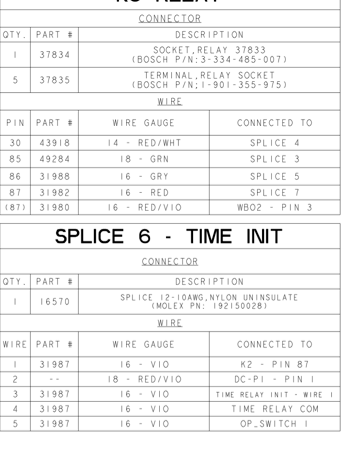 CONNECTOR
QTY. PART # DESCRIPTION
1 37834 SOCKET,RELAY 37833
(BOSCH P/N:3-334-485-007)
5 37835 TERMINAL,RELAY SOCKET
(BOSCH P/N;1-901-355-975)
WIRE
PIN PART # WIRE GAUGE CONNECTED TO
30 43918 14 - RED/WHT SPLICE 4
85 49284 18 - GRN SPLICE 3
86 31988 16 - GRY SPLICE 5
87 31982 16 - RED SPLICE 7
(87) 31980 16 - RED/VIO WB02 - PIN 3
SPLICE 6 - TIME INIT
CONNECTOR
QTY. PART # DESCRIPTION
1 16570 SPLICE 12-10AWG,NYLON UNINSULATE
(MOLEX PN: 192150028)
WIRE
WIRE PART # WIRE GAUGE CONNECTED TO
1 31987 16 - VIO K2 - PIN 87
2 -- 18 - RED/VIO DC-P1 - PIN 1
3 31987 16 - VIO TIME RELAY INIT - WIRE 1
4 31987 16 - VIO TIME RELAY COM
5 31987 16 - VIO OP_SWITCH 1